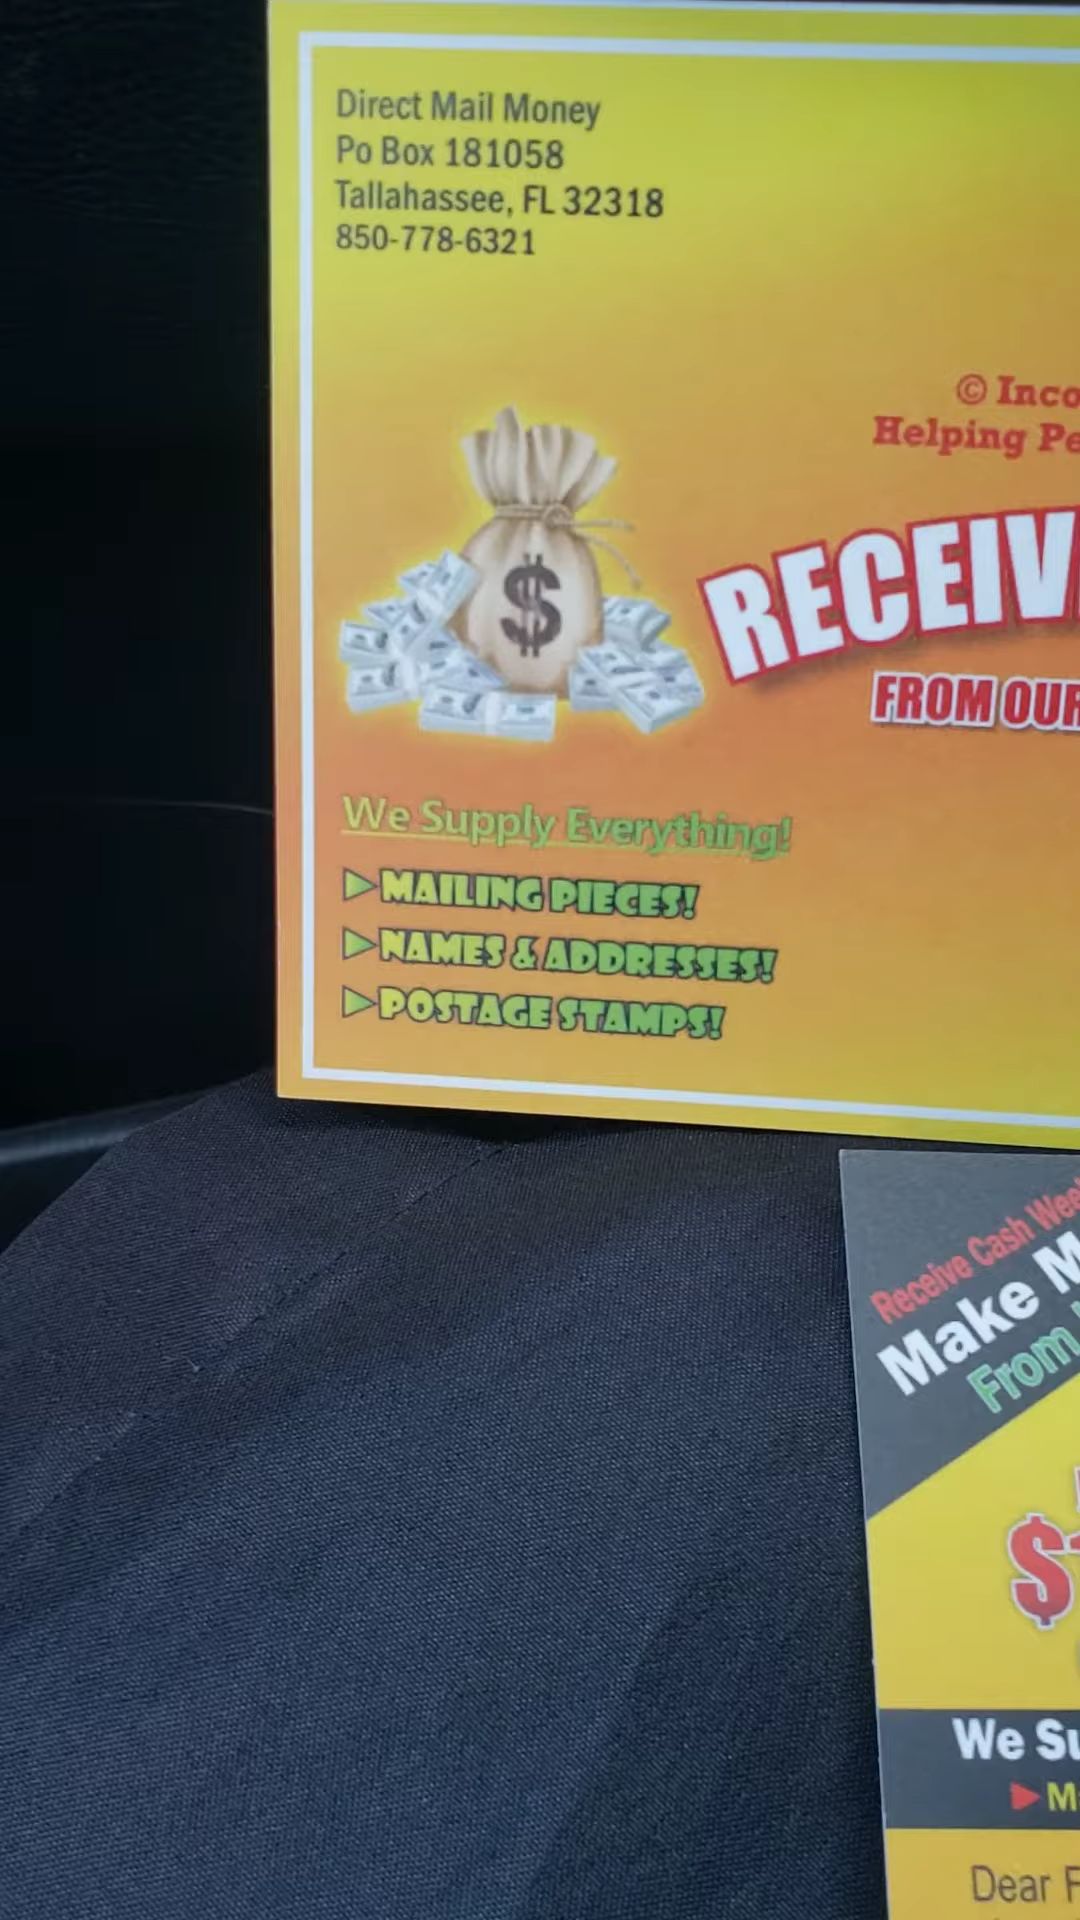 Direct Mail Money
Po Box 181058
Tallahassee, FL 32318
850-778-6321
© Inco
Helping Pe
RECEIV
FROM OUR
$
We Supply Everything!
MAILING PIECES!
NAMES & ADDRESSES!
POSTAGE STAMPS!
Receive Cash Wee
Make M
From
$
We Su
M
Dear F